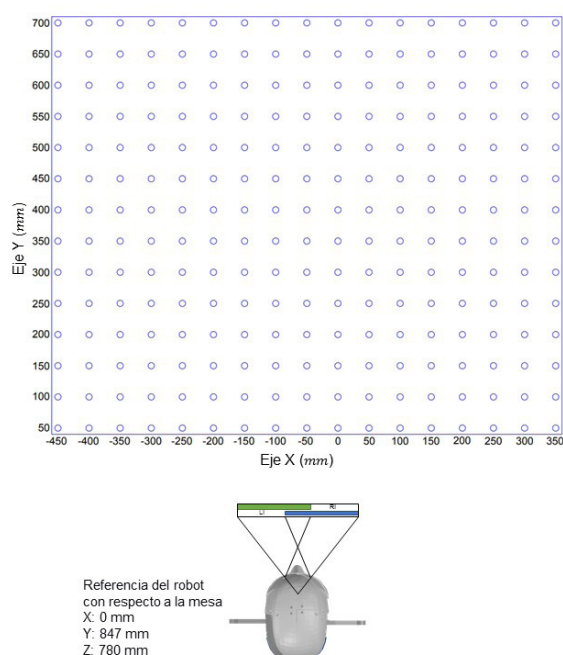 700
650
600
550
500
450
400
350
300
250
200
150
100
50
Eje Y (mm)
-450 -400 -350 -300 -250 -200 -150 -100 -50 0 50 100 150 200 250 300 350
Eje X (mm)
RI
LI
Referencia del robot
con respecto a la mesa
X: 0 mm
Y: 847 mm
Z: 780 mm